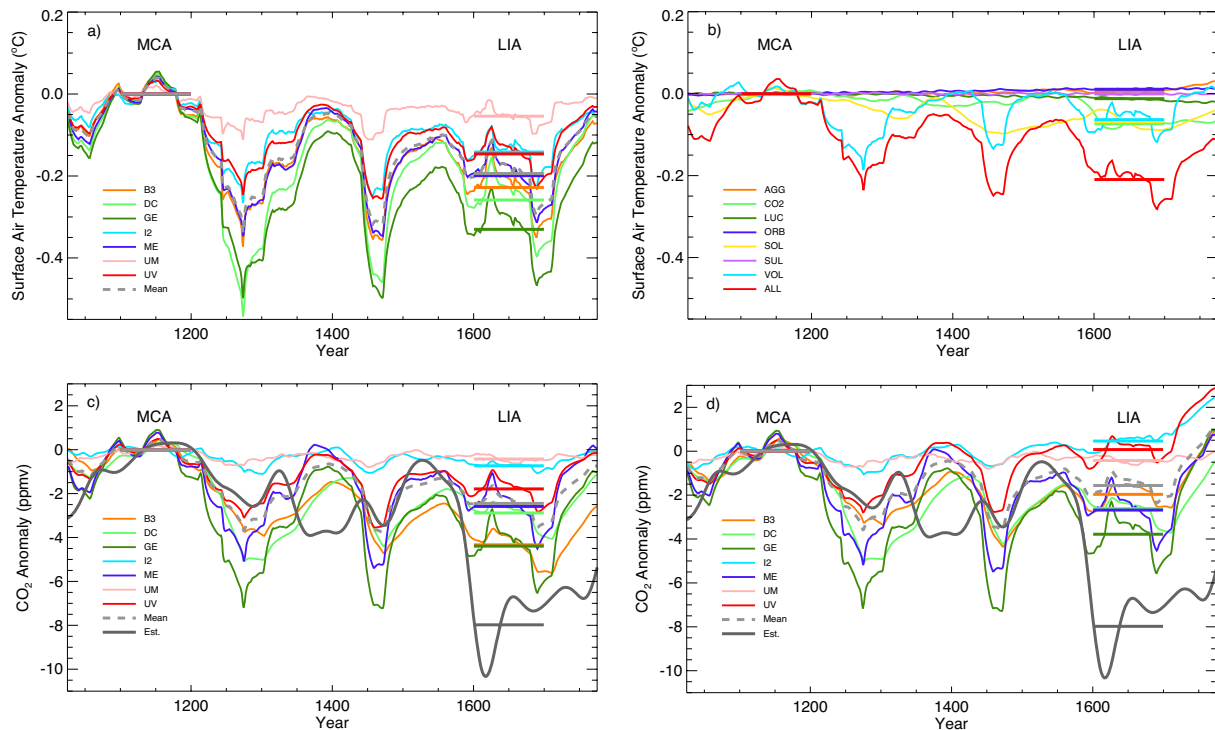 a)
MCA
LIA
Surface Air Temperature Anomaly (°C)
0.2
0.0
-0.2
-0.4
B3
DC
GE
I2
ME
UM
UV
Mean
1200
1400
1600
Year
b)
MCA
LIA
Surface Air Temperature Anomaly (°C)
0.2
0.0
-0.2
-0.4
AGG
CO2
LUC
ORB
SOL
SUL
VOL
ALL
1200
1400
1600
Year
c)
MCA
LIA
CO₂ Anomaly (ppmv)
2
0
-2
-4
-6
-8
-10
B3
DC
GE
I2
ME
UM
UV
Mean
Est.
1200
1400
1600
Year
d)
MCA
LIA
CO₂ Anomaly (ppmv)
2
0
-2
-4
-6
-8
-10
B3
DC
GE
I2
ME
UM
UV
Mean
Est.
1200
1400
1600
Year